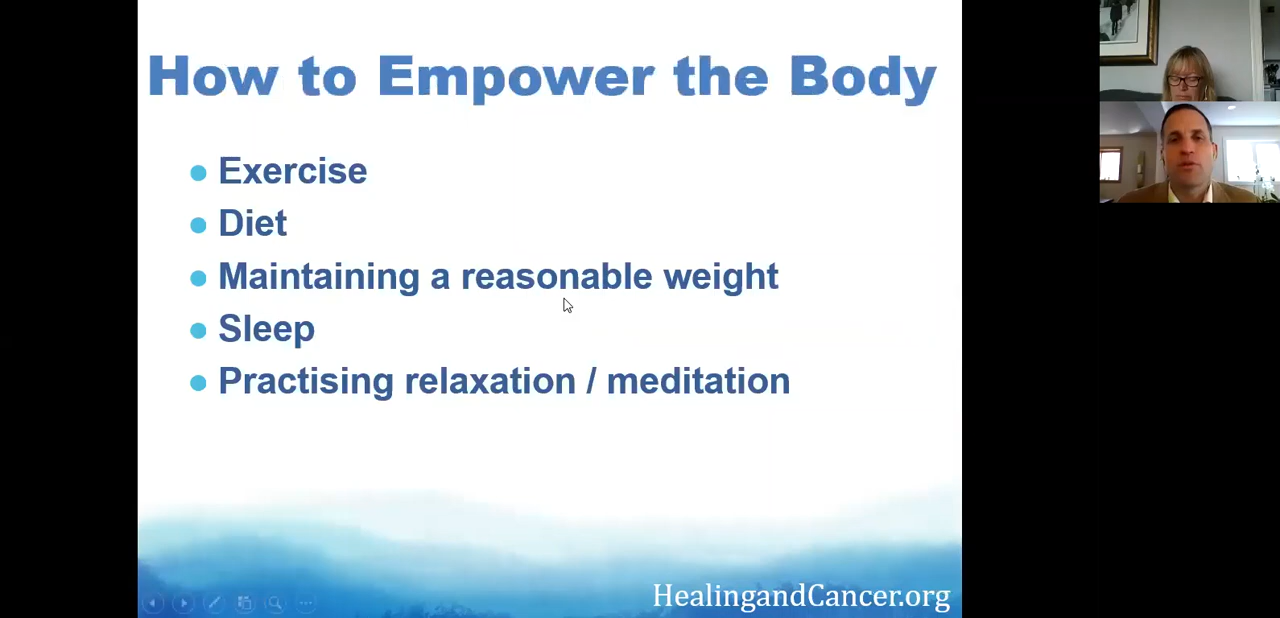 How to Empower the Body
Exercise
Diet
Maintaining a reasonable weight
Sleep
Practising relaxation / meditation
HealingandCancer.org